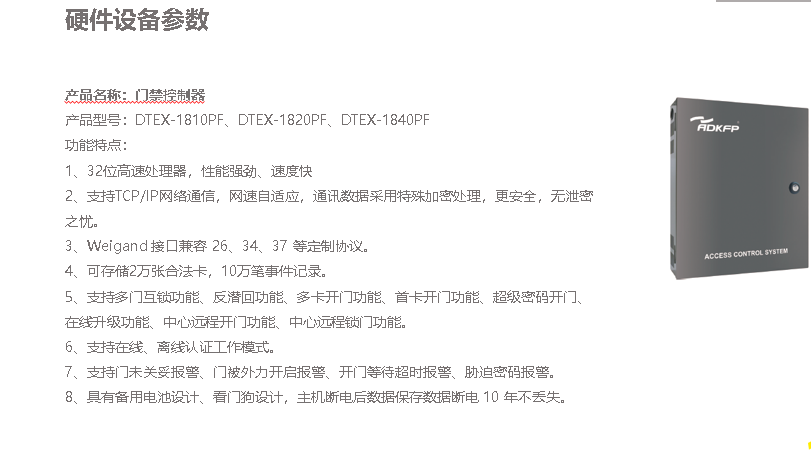 硬件设备参数
产品名称：门禁控制器
产品型号：DTEX-1810PF、DTEX-1820PF、DTEX-1840PF
功能特点：
1、32位高速处理器，性能强劲、速度快
2、支持TCP/IP网络通信，网速自适应，通讯数据采用特殊加密处理，更安全，无泄密
之忧。
3、Weigand 接口兼容 26、34、37 等定制协议。
4、可存储2万张合法卡，10万笔事件记录。
5、支持多门互锁功能、反潜回功能、多卡开门功能、首卡开门功能、超级密码开门、
在线升级功能、中心远程开门功能、中心远程锁门功能。
6、支持在线、离线认证工作模式。
7、支持门未关妥报警、门被外力开启报警、开门等待超时报警、胁迫密码报警。
8、具有备用电池设计、看门狗设计，主机断电后数据保存数据断电 10 年不丢失。
ADKFP
ACCESS CONTROL SYSTEM